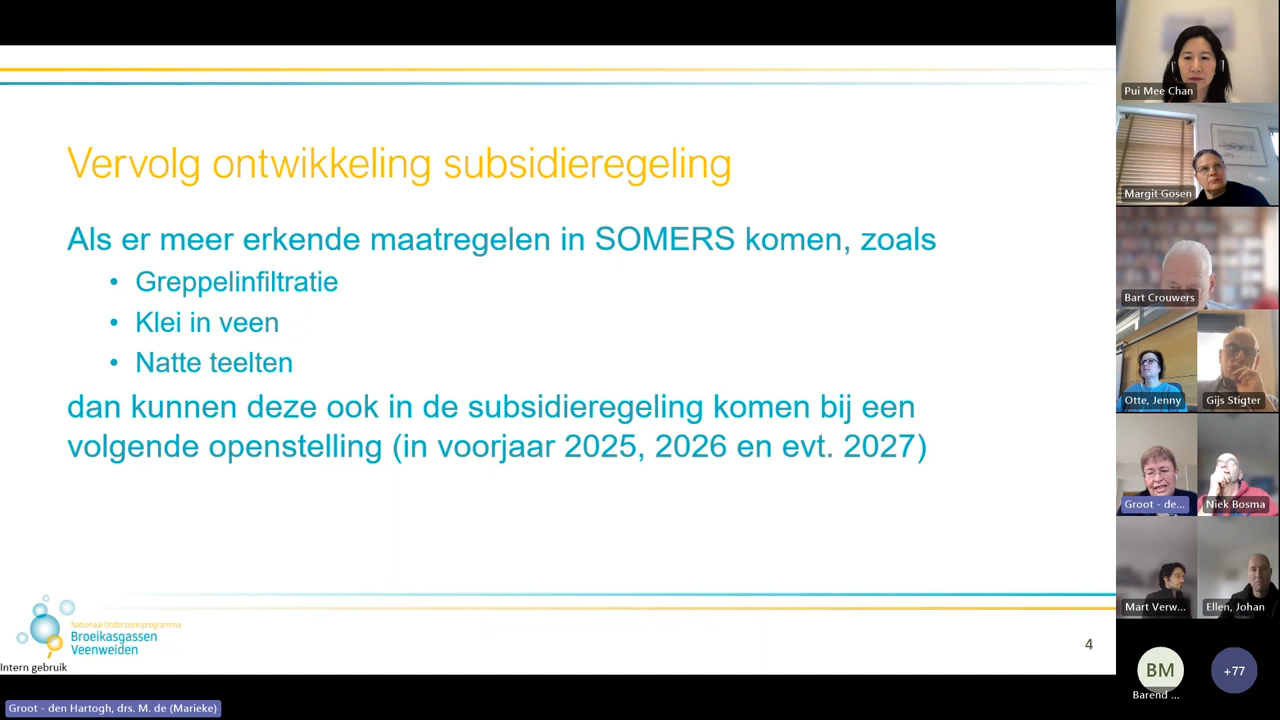 Vervolg ontwikkeling subsidieregeling
Als er meer erkende maatregelen in SOMERS komen, zoals
• Greppelinfiltratie
• Klei in veen
• Natte teelten
dan kunnen deze ook in de subsidieregeling komen bij een
volgende openstelling (in voorjaar 2025, 2026 en evt. 2027)
Nationaal Onderzoeksprogramma
Broeikasgassen
Veenweiden
Intern gebruik
4
Groot - den Hartogh, drs. M. de (Marieke)
Pui Mee Chan
Margit Gosen
Bart Crouwers
Otte, Jenny
Gijs Stigter
Groot - de...
Niek Bosma
Mart Verw...
Ellen, Johan
BM
Barend ...
+77